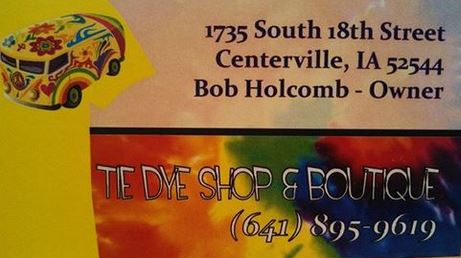 1735 South 18th Street
Centerville, IA 52544
Bob Holcomb - Owner
TIE DYE SHOP & BOUTIQUE
(641) 895-9619